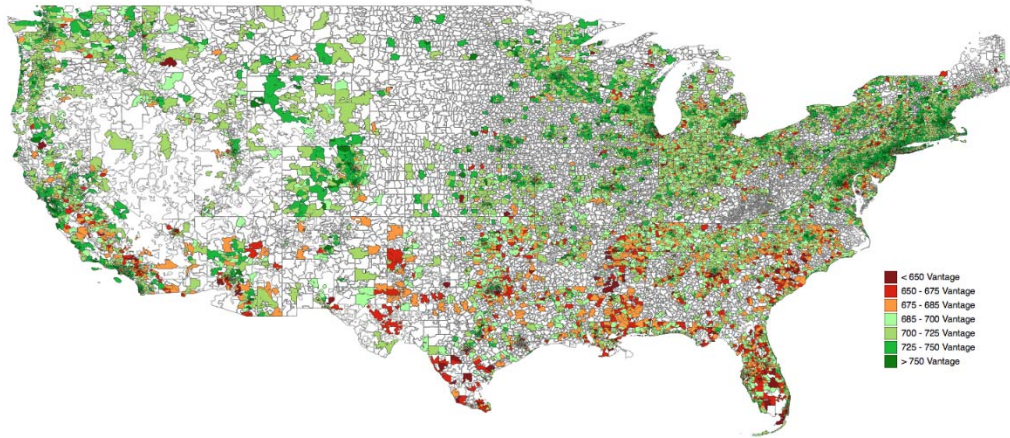 < 650 Vantage
650 - 675 Vantage
675 - 685 Vantage
685 - 700 Vantage
700 - 725 Vantage
725 - 750 Vantage
> 750 Vantage